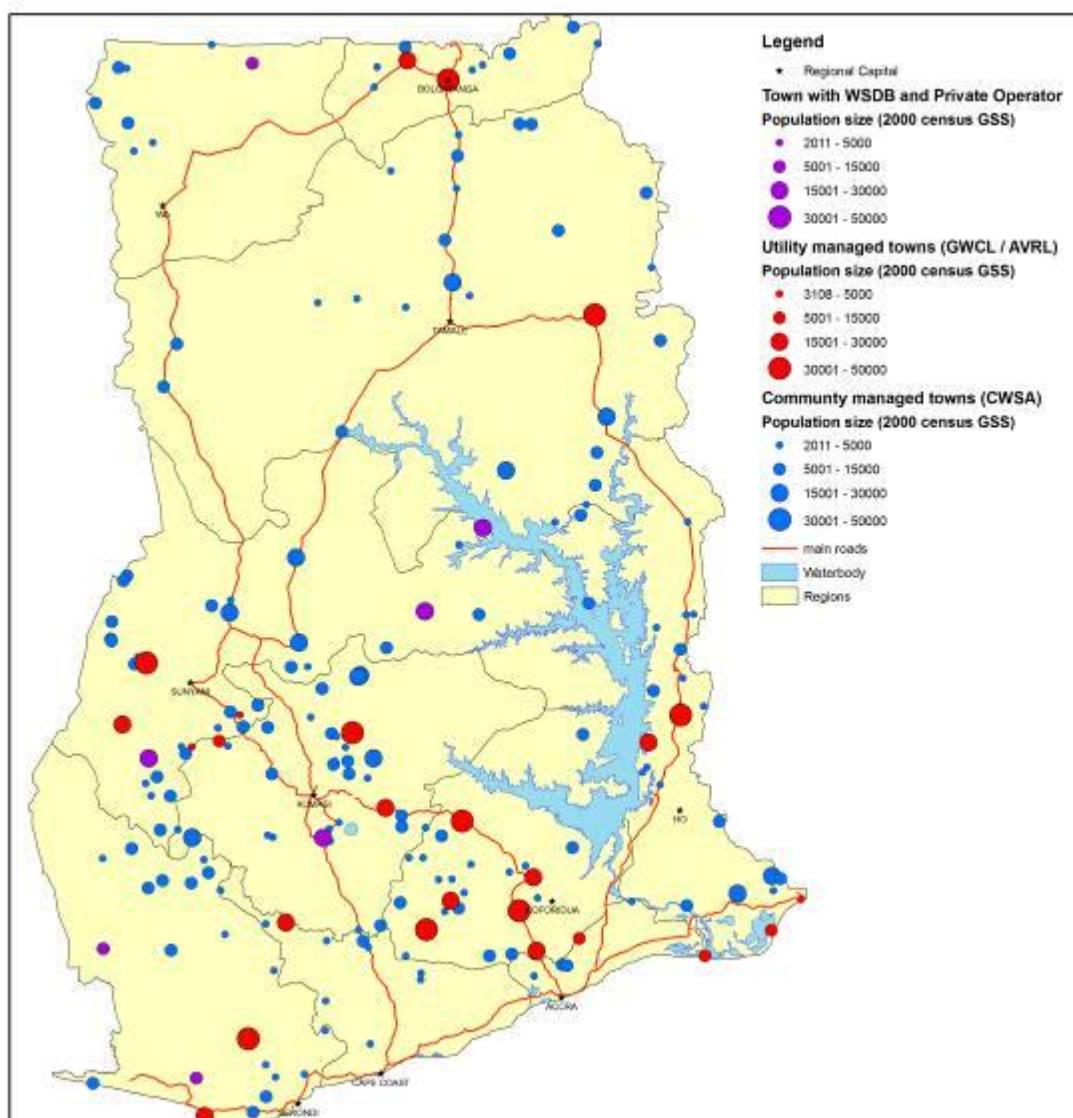 Legend
Regional Capital
Town with WSDB and Private Operator
Population size (2000 census GSS)
2011 - 5000
5001 - 15000
15001 - 30000
30001 - 50000
Utility managed towns (GWCL / AVRL)
Population size (2000 census GSS)
3108 - 5000
5001 - 15000
15001 - 30000
30001 - 50000
Communty managed towns (CWSA)
Population size (2000 census GSS)
2011 - 5000
5001 - 15000
15001 - 30000
30001 - 50000
main roads
Waterbody
Regions
WA
TAMALE
SUNYANI
KUMASI
HO
ACCRA
CAPE COAST